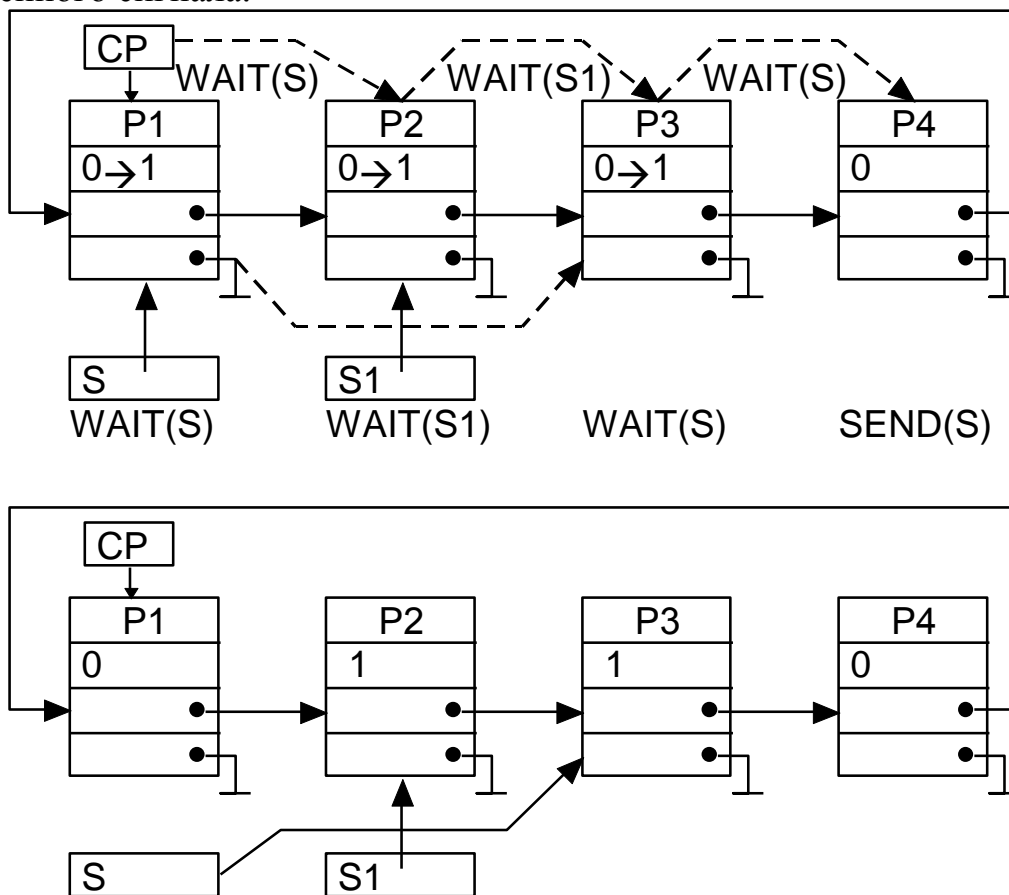 CP
WAIT(S) WAIT(S1) WAIT(S)
P1 P2 P3 P4
0→1 0→1 0→1 0
S S1
WAIT(S) WAIT(S1) WAIT(S) SEND(S)
CP
P1 P2 P3 P4
0 1 1 0
S S1